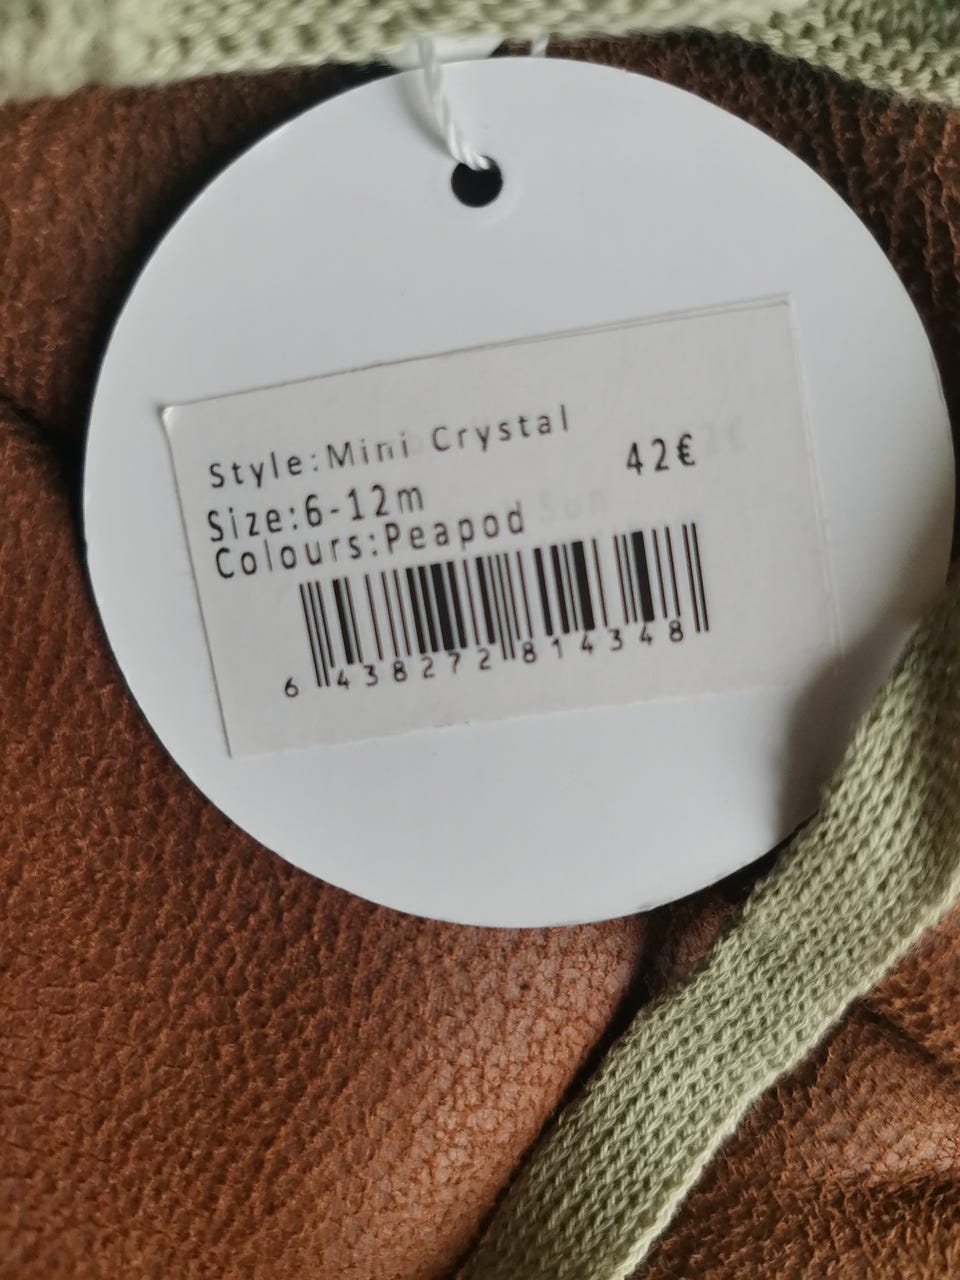 Style:Mini Crystal
42€
Size:6-12m
Colours:Peapod
6 438272 814348